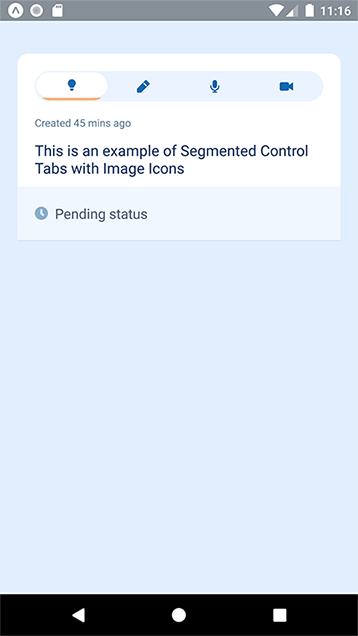 11:16
Created 45 mins ago
This is an example of Segmented Control
Tabs with Image Icons
Pending status